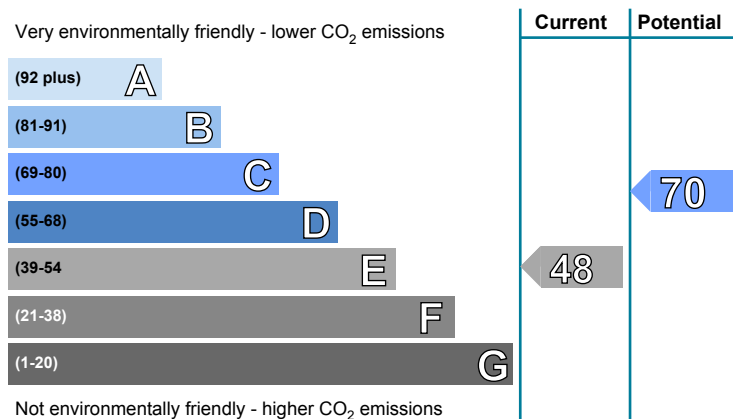 Current Potential
Very environmentally friendly - lower CO₂ emissions
(92 plus) A
(81-91) B
(69-80) C
70
(55-68) D
(39-54 E
48
(21-38) F
(1-20) G
Not environmentally friendly - higher CO₂ emissions